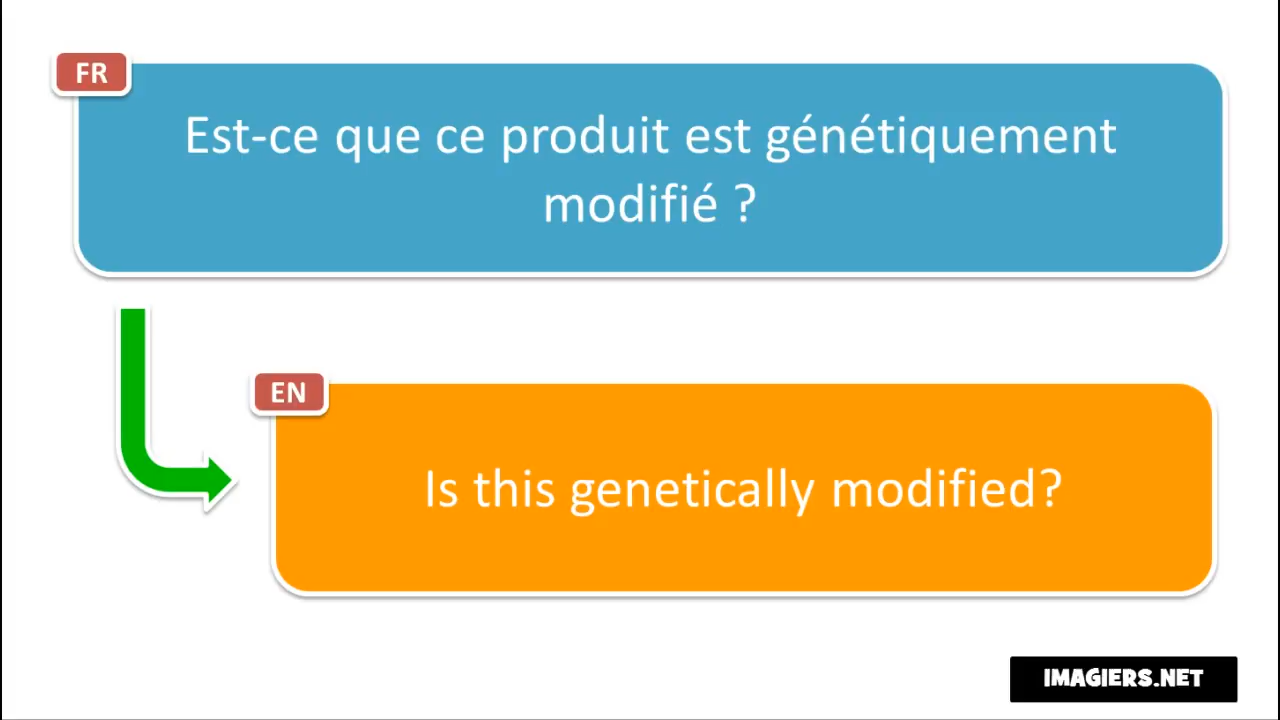 FR
Est-ce que ce produit est génétiquement
modifié ?
EN
Is this genetically modified?
IMAGIERS.NET